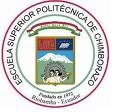 ESCUELA SUPERIOR POLITÉCNICA DE CHIMBORAZO
Fundada en 1972
Riobamba - Ecuador